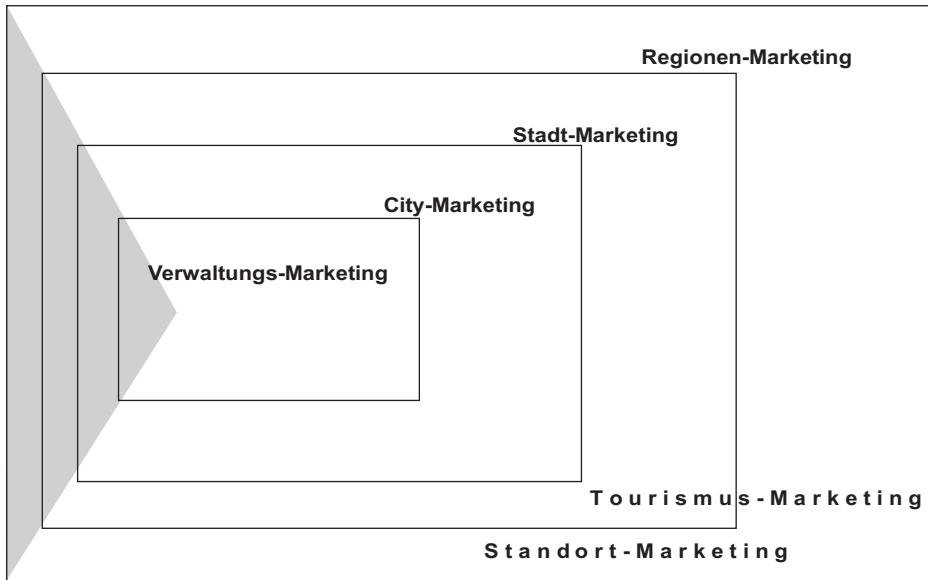 Regionen-Marketing
Stadt-Marketing
City-Marketing
Verwaltungs-Marketing
Tourismus-Marketing
Standort-Marketing